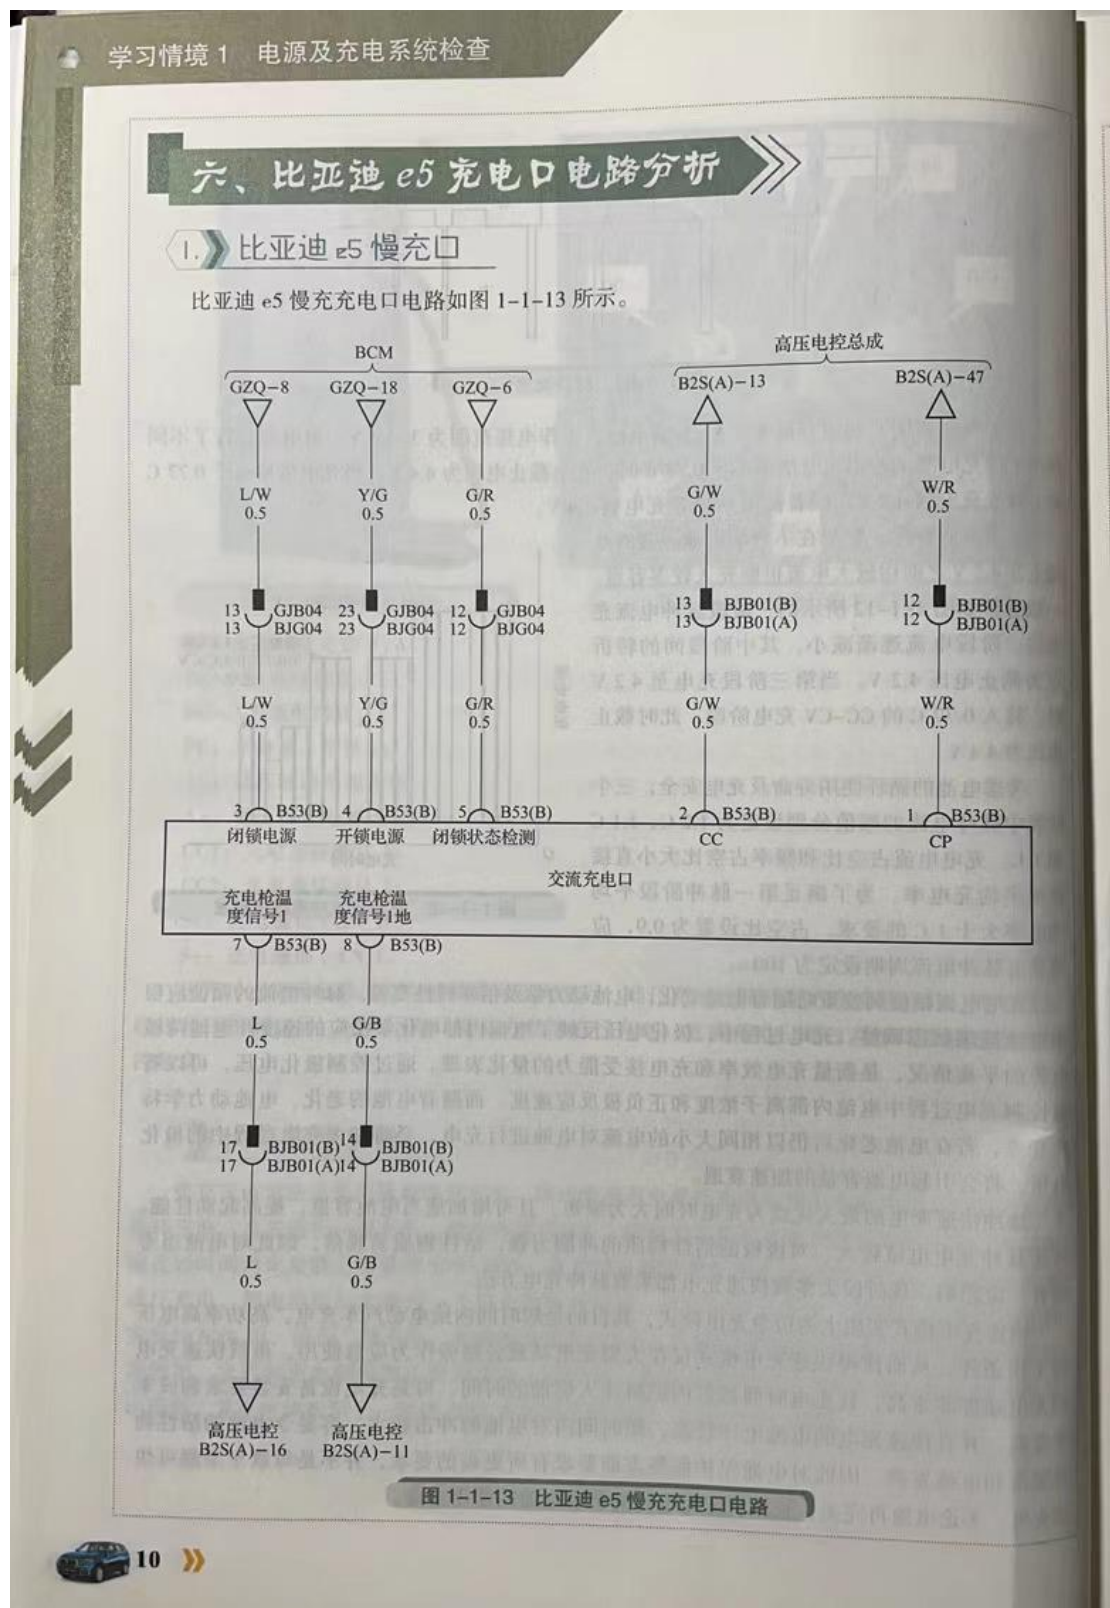 学习情境 1 电源及充电系统检查
六、比亚迪 e5 充电口电路分析
1. 比亚迪 e5 慢充口
比亚迪 e5 慢充充电口电路如图 1-1-13 所示。
BCM 高压电控总成
GZQ-8 GZQ-18 GZQ-6 B2S(A)-13 B2S(A)-47
L/W Y/G G/R G/W W/R
0.5 0.5 0.5 0.5 0.5
13 GJB04 23 GJB04 12 GJB04 13 BJB01(B) 12 BJB01(B)
13 BJG04 23 BJG04 12 BJG04 13 BJB01(A) 12 BJB01(A)
L/W Y/G G/R G/W W/R
0.5 0.5 0.5 0.5 0.5
3 B53(B) 4 B53(B) 5 B53(B) 2 B53(B) 1 B53(B)
闭锁电源 开锁电源 闭锁状态检测 CC CP
交流充电口
充电枪温 充电枪温
度信号1 度信号1地
7 B53(B) 8 B53(B)
L G/B
0.5 0.5
17 BJB01(B) 14 BJB01(B)
17 BJB01(A) 14 BJB01(A)
L G/B
0.5 0.5
高压电控 高压电控
B2S(A)-16 B2S(A)-11
图 1-1-13 比亚迪 e5 慢充充电口电路
10